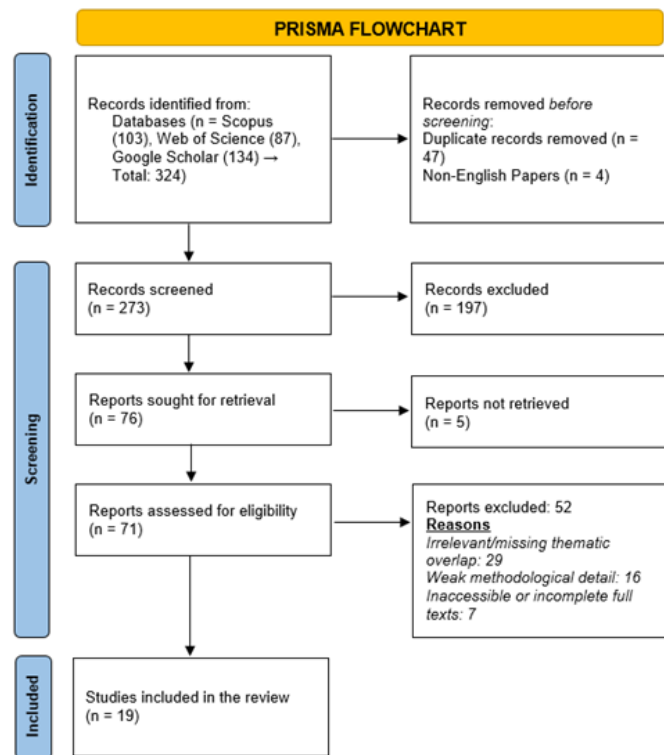 PRISMA FLOWCHART
Identification
Records identified from:
Databases (n = Scopus
(103), Web of Science (87),
Google Scholar (134) →
Total: 324)
Records removed before
screening:
Duplicate records removed (n =
47)
Non-English Papers (n = 4)
Screening
Records screened
(n = 273)
Records excluded
(n = 197)
Reports sought for retrieval
(n = 76)
Reports not retrieved
(n = 5)
Reports assessed for eligibility
(n = 71)
Reports excluded: 52
Reasons
Irrelevant/missing thematic
overlap: 29
Weak methodological detail: 16
Inaccessible or incomplete full
texts: 7
Included
Studies included in the review
(n = 19)